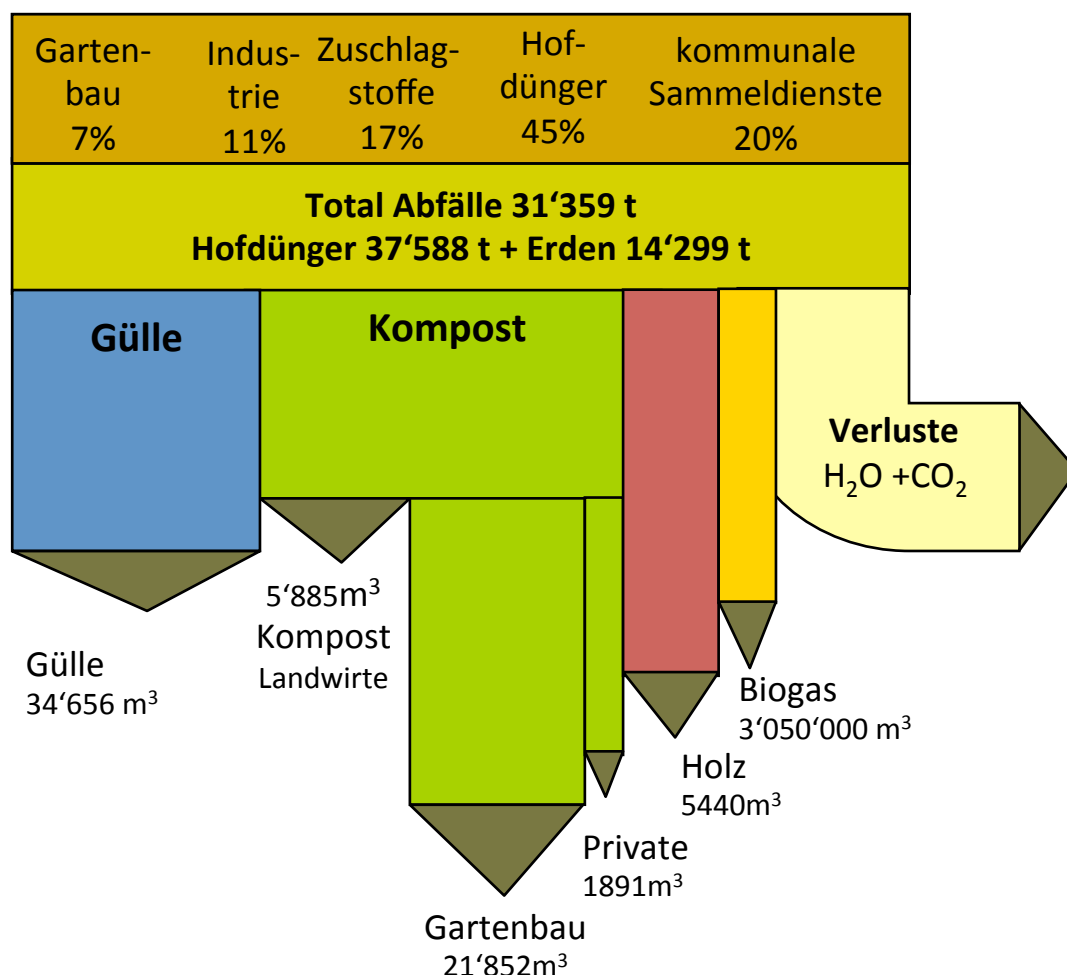 Garten-
bau
7%
Indus-
trie
11%
Zuschlag-
stoffe
17%
Hof-
dünger
45%
kommunale
Sammeldienste
20%
Total Abfälle 31‘359 t
Hofdünger 37‘588 t + Erden 14‘299 t
Gülle
Kompost
Verluste
H₂O +CO₂
5‘885m³
Kompost
Landwirte
Gülle
34‘656 m³
Biogas
3‘050‘000 m³
Holz
5440m³
Private
1891m³
Gartenbau
21‘852m³